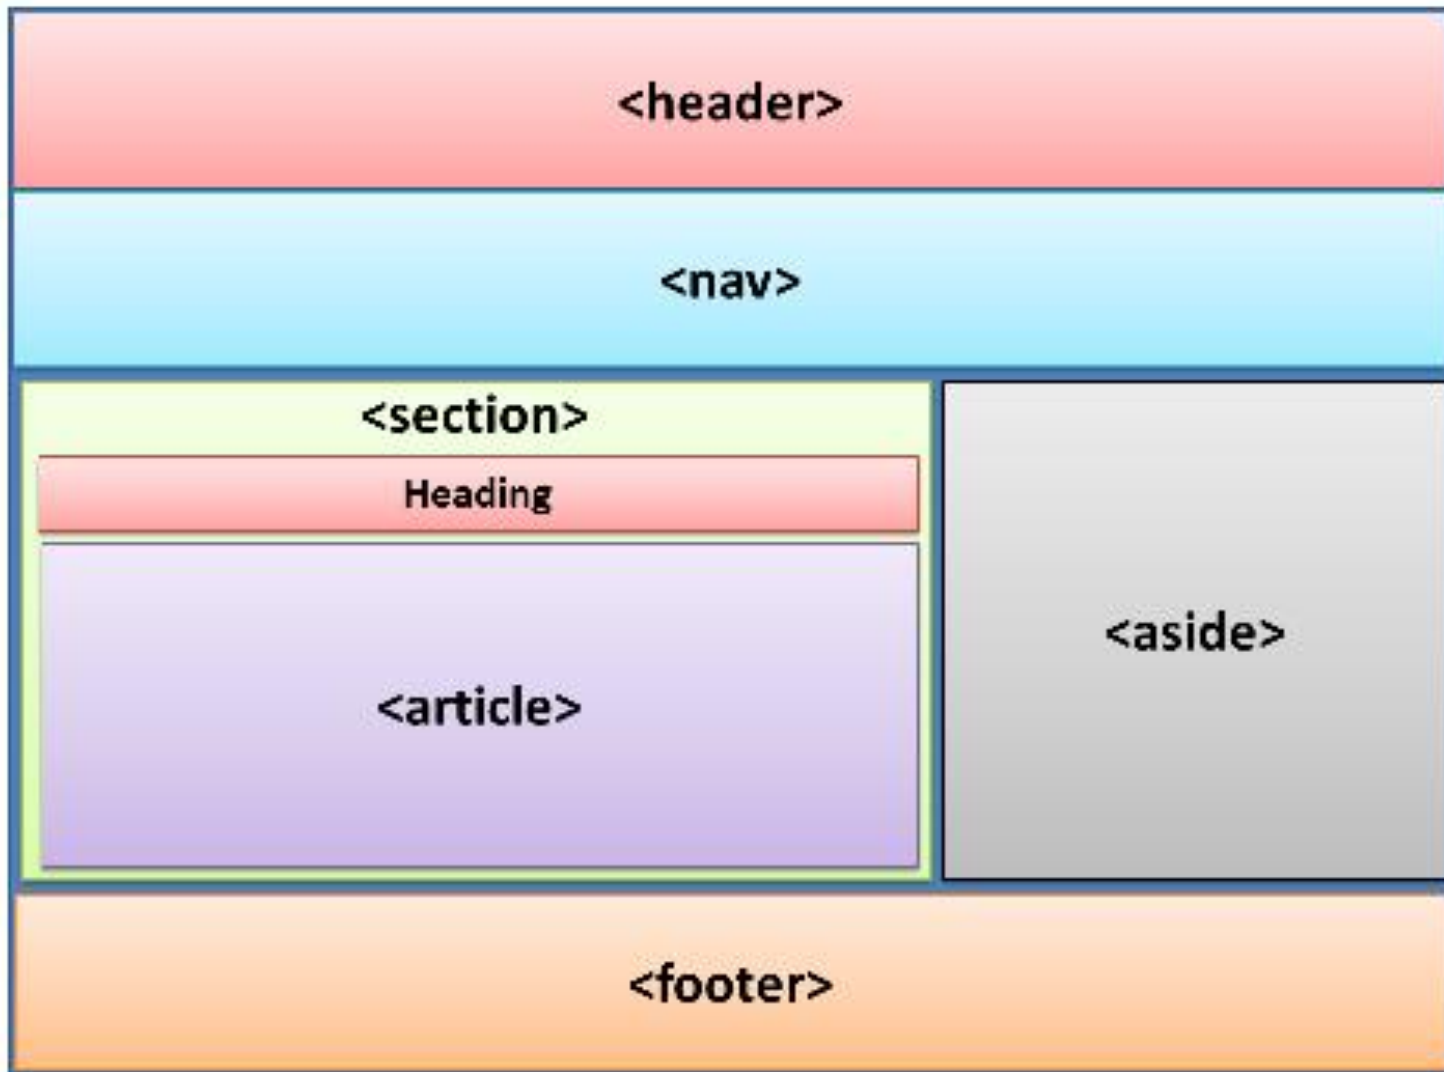 <header>
<nav>
<section>
Heading
<article>
<aside>
<footer>